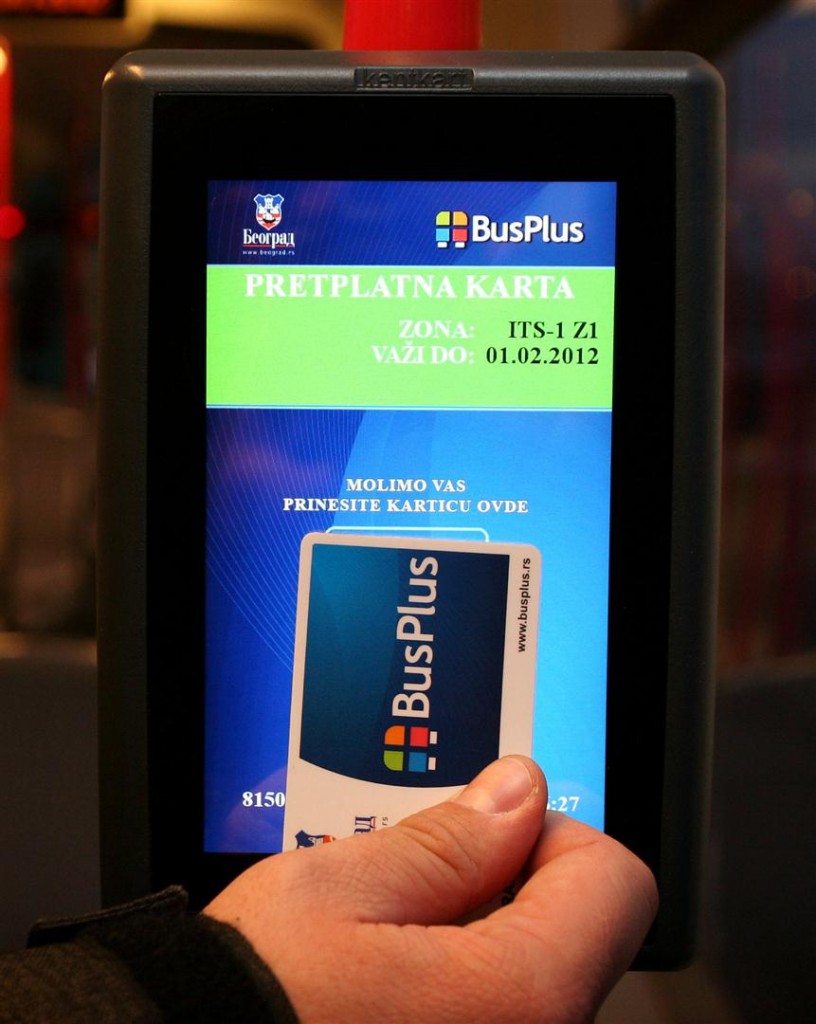 kentkart
Београд
www.beograd.rs
BusPlus
PRETPLATNA KARTA
ZONA: ITS-1 Z1
VAŽI DO: 01.02.2012
MOLIMO VAS
PRINESITE KARTICU OVDE
BusPlus
www.busplus.rs
8150
:27